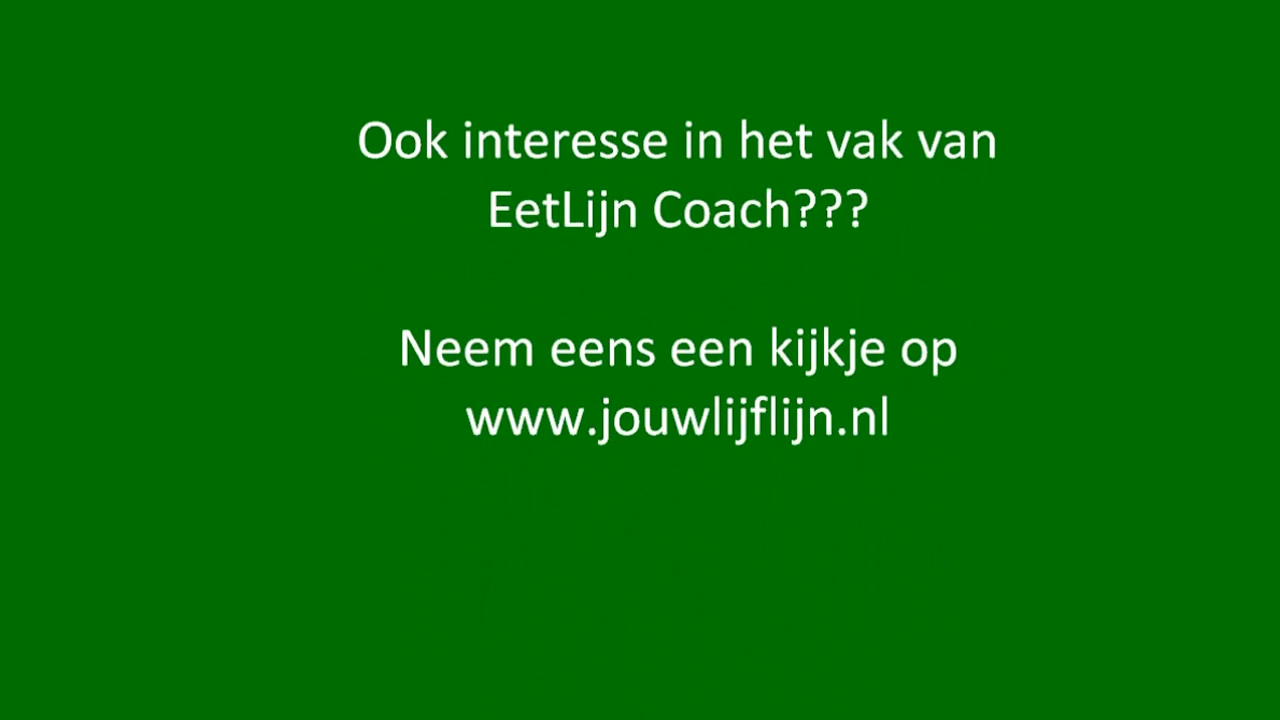 Ook interesse in het vak van
EetLijn Coach???
Neem eens een kijkje op
www.jouwlijflijn.nl